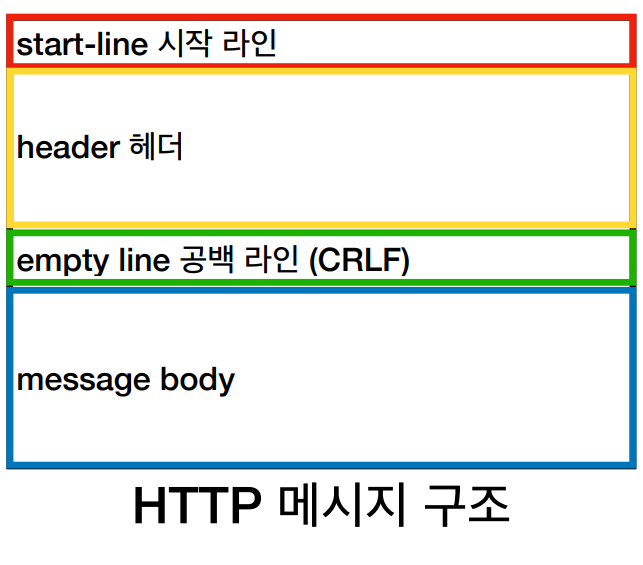 start-line 시작 라인
header 헤더
empty line 공백 라인 (CRLF)
message body
HTTP 메시지 구조